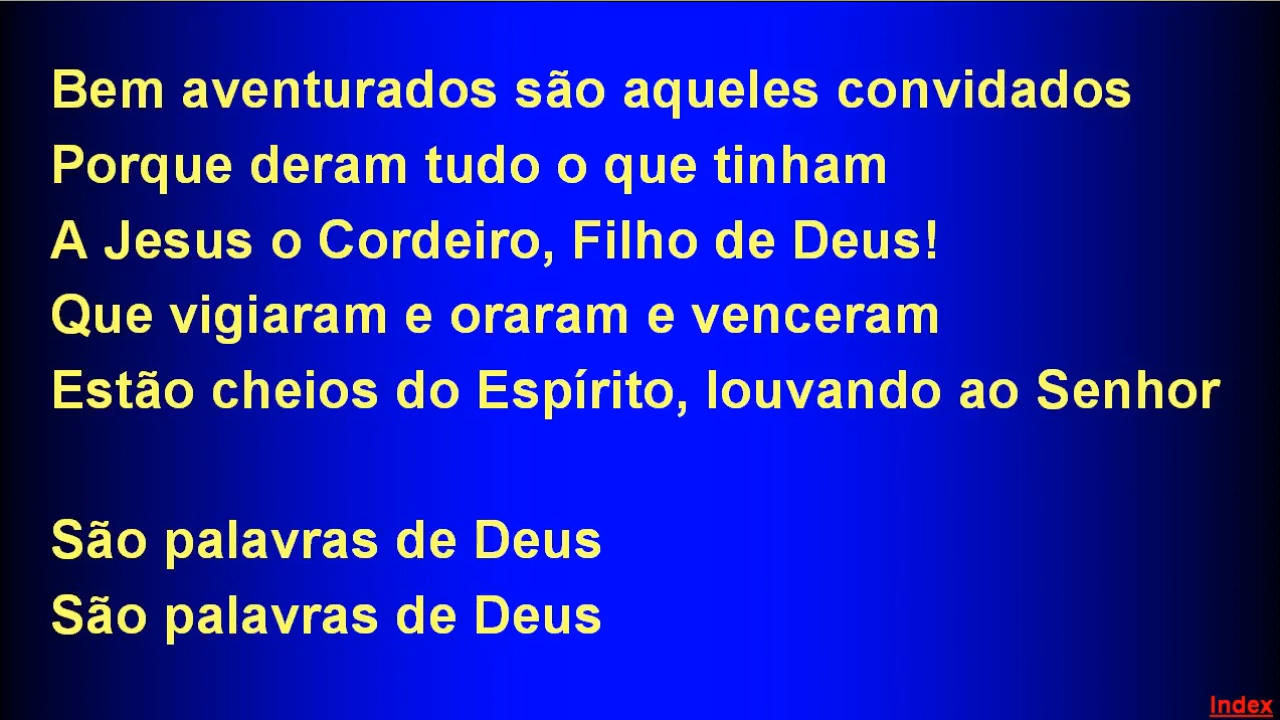 Bem aventurados são aqueles convidados
Porque deram tudo o que tinham
A Jesus o Cordeiro, Filho de Deus!
Que vigiaram e oraram e venceram
Estão cheios do Espírito, louvando ao Senhor
São palavras de Deus
São palavras de Deus
Index